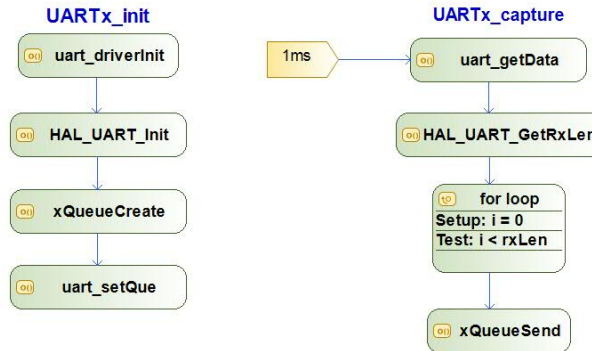 UARTx_init
uart_driverInit
HAL_UART_Init
xQueueCreate
uart_setQue
UARTx_capture
1ms
uart_getData
HAL_UART_GetRxLen
for loop
Setup: i = 0
Test: i < rxLen
xQueueSend